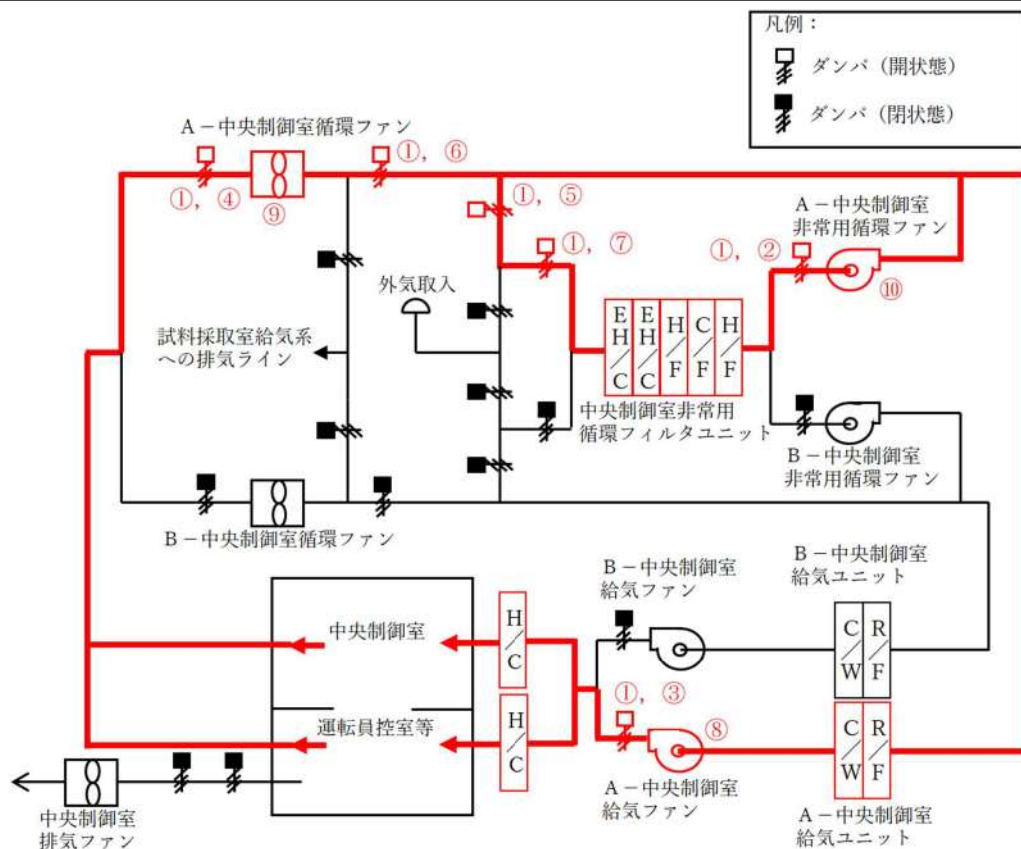 凡例：
ダンパ（開状態）
ダンパ（閉状態）
A－中央制御室循環ファン
①，⑥
①，④
⑨
①，⑤
A－中央制御室
非常用循環ファン
①，⑦
①，②
⑩
外気取入
試料採取室給気系
への排気ライン
EH/C
EH/C
H/F
C/F
H/F
中央制御室非常用
循環フィルタユニット
B－中央制御室
非常用循環ファン
B－中央制御室循環ファン
B－中央制御室
給気ファン
B－中央制御室
給気ユニット
中央制御室
H/C
C/W
R/F
①，③
運転員控室等
H/C
⑧
C/W
R/F
A－中央制御室
給気ファン
A－中央制御室
給気ユニット
中央制御室
排気ファン